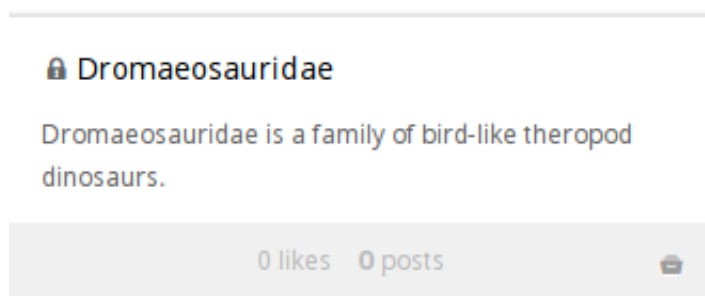 Dromaeosauridae
Dromaeosauridae is a family of bird-like theropod
dinosaurs.
0 likes 0 posts